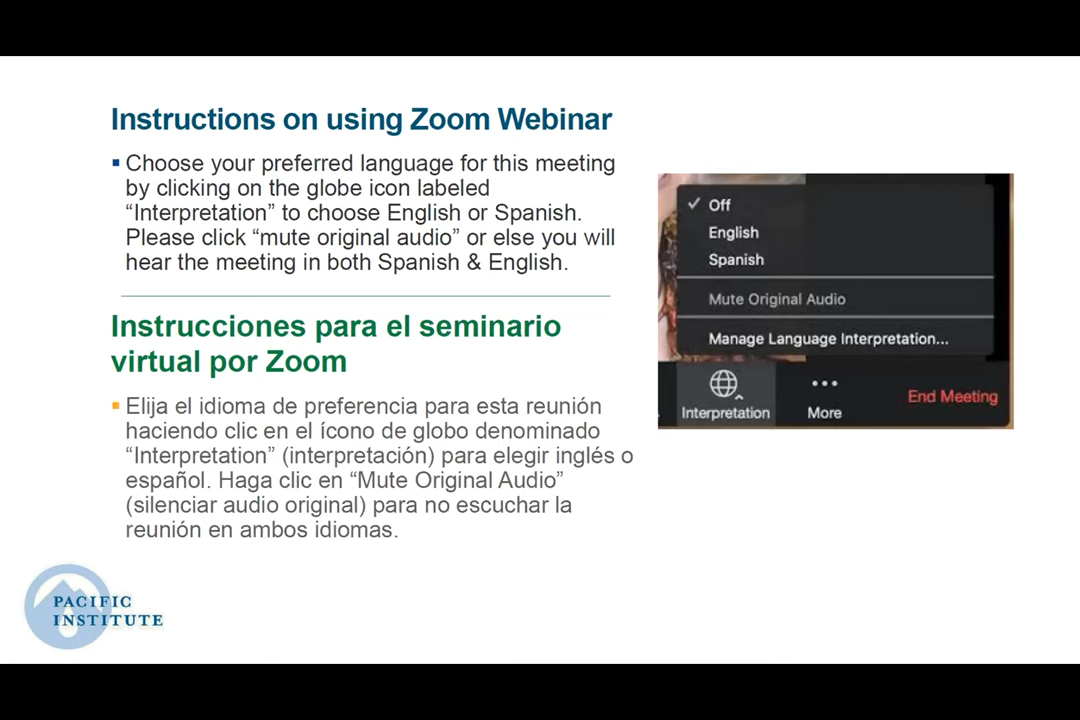 Instructions on using Zoom Webinar
▪ Choose your preferred language for this meeting
by clicking on the globe icon labeled
“Interpretation” to choose English or Spanish.
Please click “mute original audio” or else you will
hear the meeting in both Spanish & English.
Instrucciones para el seminario
virtual por Zoom
▪ Elija el idioma de preferencia para esta reunión
haciendo clic en el ícono de globo denominado
“Interpretation” (interpretación) para elegir inglés o
español. Haga clic en “Mute Original Audio”
(silenciar audio original) para no escuchar la
reunión en ambos idiomas.
✓ Off
English
Spanish
Mute Original Audio
Manage Language Interpretation...
Interpretation
More
End Meeting
PACIFIC
INSTITUTE